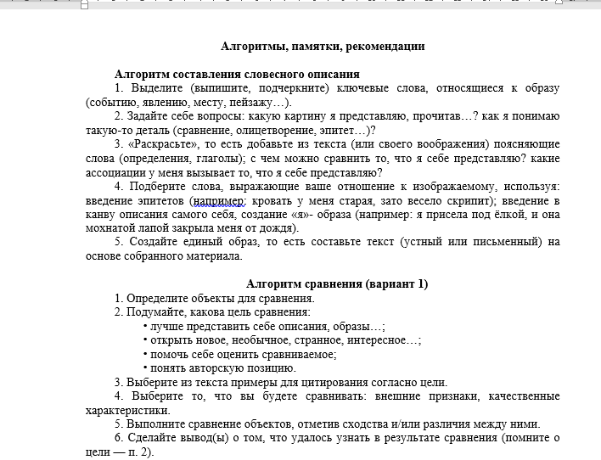 Алгоритмы, памятки, рекомендации
Алгоритм составления словесного описания
1. Выделите (выпишите, подчеркните) ключевые слова, относящиеся к образу
(событию, явлению, месту, пейзажу…).
2. Задайте себе вопросы: какую картину я представляю, прочитав…? как я понимаю
такую-то деталь (сравнение, олицетворение, эпитет…)?
3. «Раскрасьте», то есть добавьте из текста (или своего воображения) поясняющие
слова (определения, глаголы); с чем можно сравнить то, что я себе представляю? какие
ассоциации у меня вызывает то, что я себе представляю?
4. Подберите слова, выражающие ваше отношение к изображаемому, используя:
введение эпитетов (например: кровать у меня старая, зато весело скрипит); введение в
канву описания самого себя, создание «я»- образа (например: я присела под ёлкой, и она
мохнатой лапой закрыла меня от дождя).
5. Создайте единый образ, то есть составьте текст (устный или письменный) на
основе собранного материала.
Алгоритм сравнения (вариант 1)
1. Определите объекты для сравнения.
2. Подумайте, какова цель сравнения:
• лучше представить себе описания, образы…;
• открыть новое, необычное, странное, интересное…;
• помочь себе оценить сравниваемое;
• понять авторскую позицию.
3. Выберите из текста примеры для цитирования согласно цели.
4. Выберите то, что вы будете сравнивать: внешние признаки, качественные
характеристики.
5. Выполните сравнение объектов, отметив сходства и/или различия между ними.
6. Сделайте вывод(ы) о том, что удалось узнать в результате сравнения (помните о
цели — п. 2).